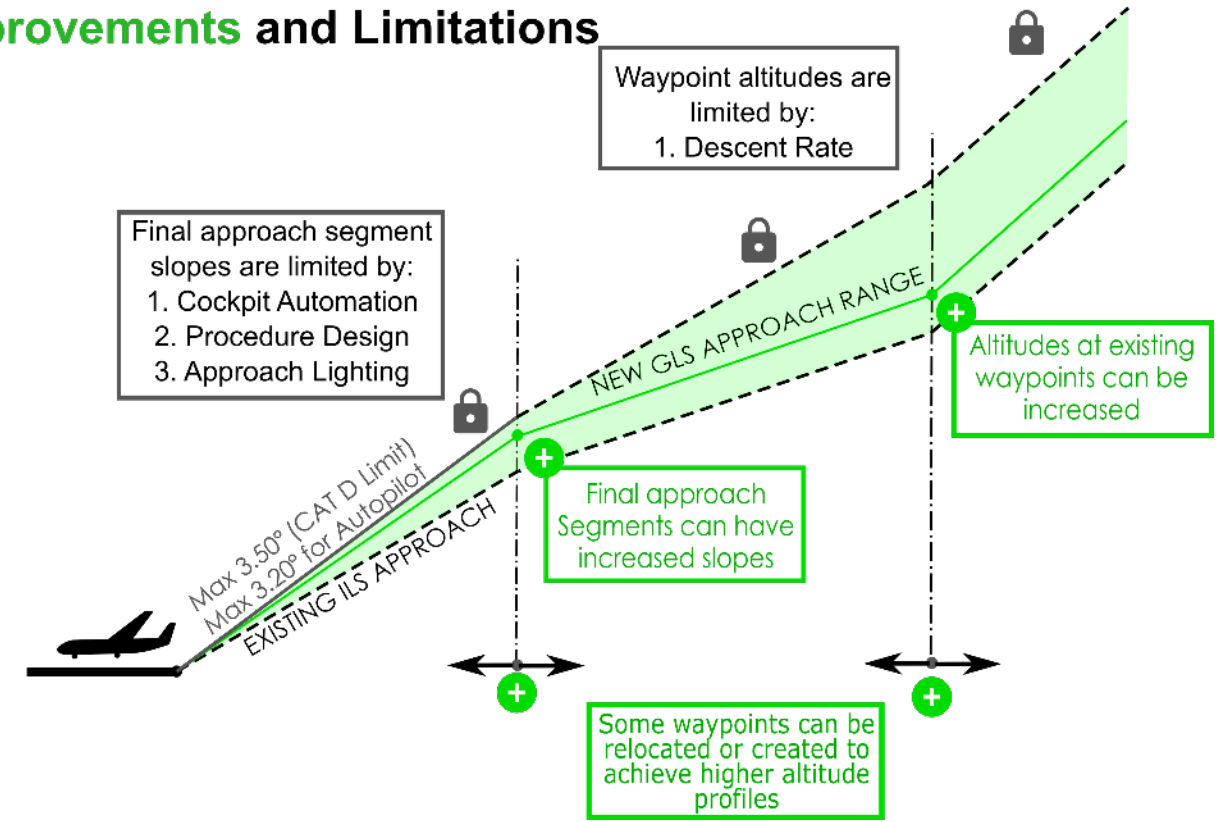 rovements and Limitations
Waypoint altitudes are
limited by:
1. Descent Rate
Final approach segment
slopes are limited by:
1. Cockpit Automation
2. Procedure Design
3. Approach Lighting
NEW GLS APPROACH RANGE
Altitudes at existing
waypoints can be
increased
Max 3.50° (CAT D Limit)
Max 3.20° for Autopilot
EXISTING ILS APPROACH
Final approach
Segments can have
increased slopes
Some waypoints can be
relocated or created to
achieve higher altitude
profiles